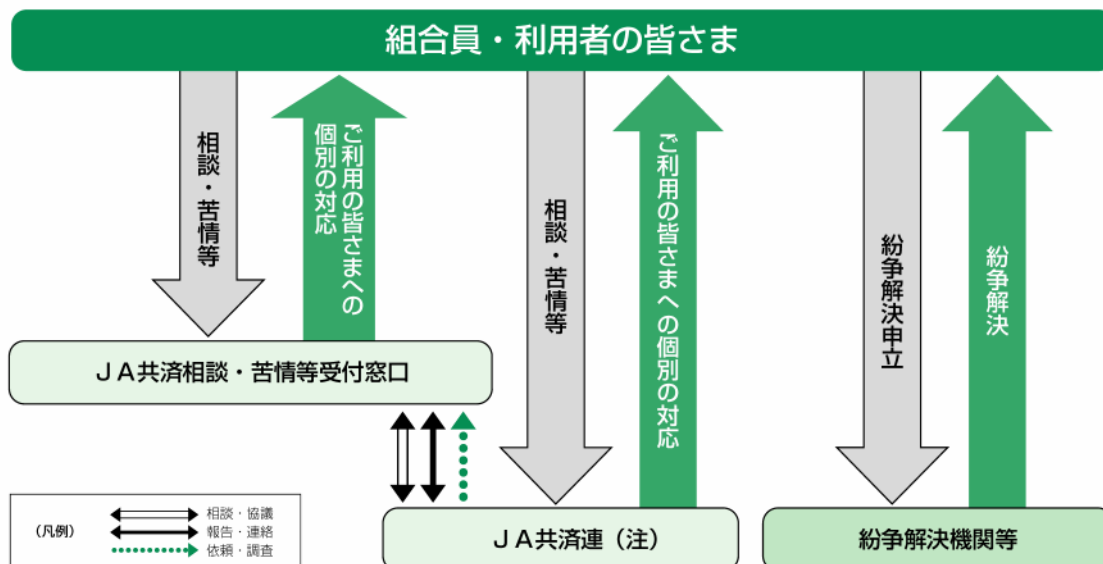 組合員・利用者の皆さま
相談・苦情等
ご利用の皆さまへの
個別の対応
相談・苦情等
ご利用の皆さまへの個別の対応
紛争解決申立
紛争解決
JA共済相談・苦情等受付窓口
JA共済連（注）
紛争解決機関等
（凡例）
相談・協議
報告・連絡
依頼・調査